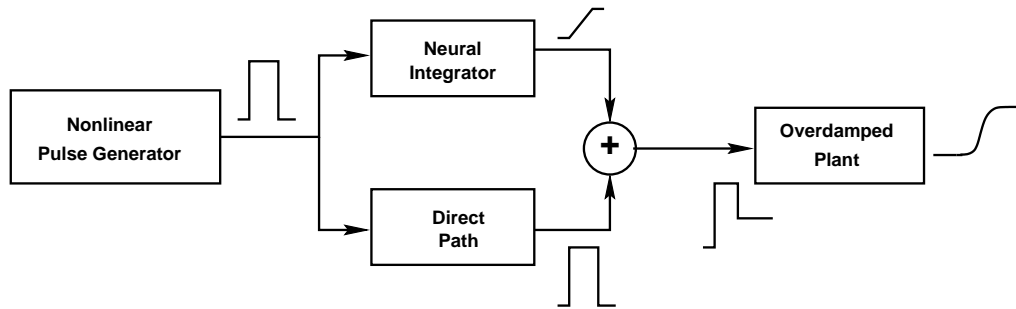 Nonlinear
Pulse Generator
Neural
Integrator
Direct
Path
+
Overdamped
Plant